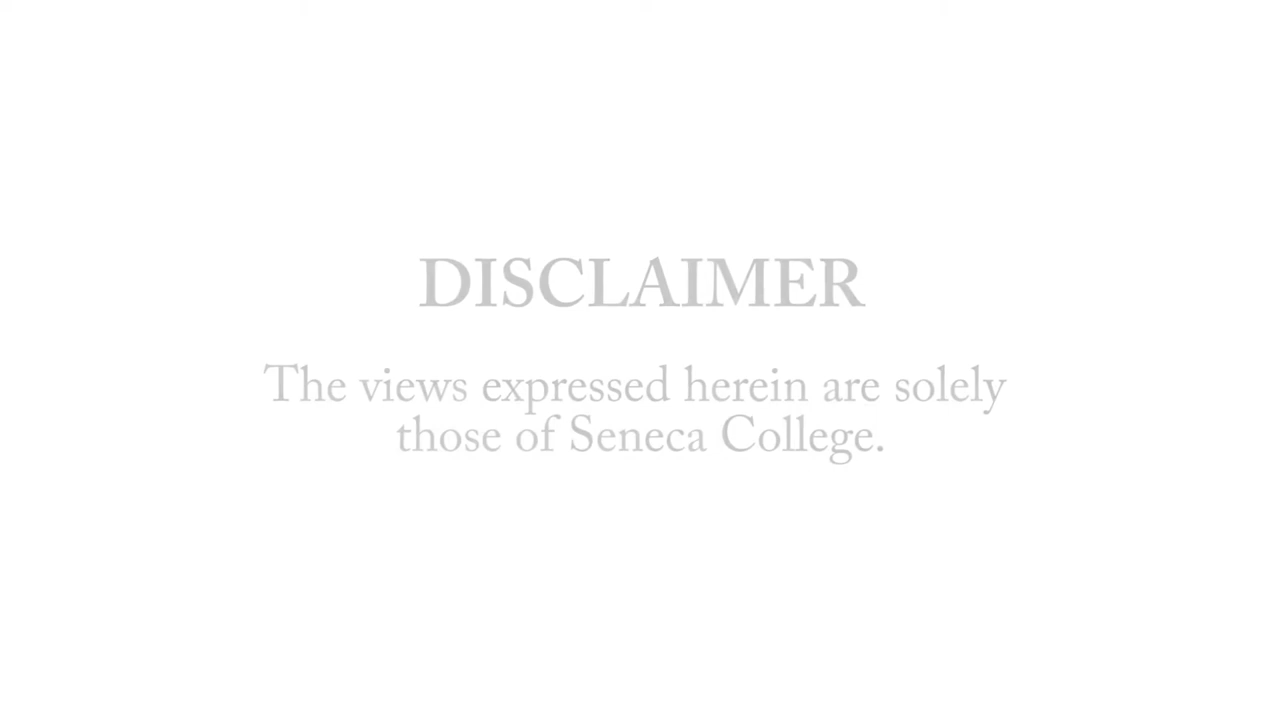 DISCLAIMER
The views expressed herein are solely
those of Seneca College.